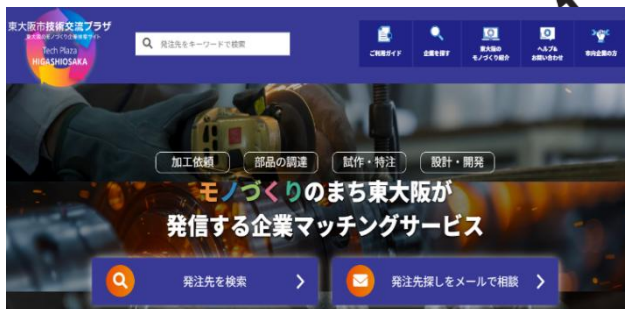 東大阪市技術交流プラザ
東大阪のモノづくり企業検索サイト
Tech Plaza
HIGASHIOSAKA
発注先をキーワードで検索
ご利用ガイド
企業を探す
東大阪の
モノづくり紹介
ヘルプ&
お問い合わせ
市内企業の方
加工依頼
部品の調達
試作・特注
設計・開発
モノづくりのまち東大阪が
発信する企業マッチングサービス
発注先を検索
発注先探しをメールで相談